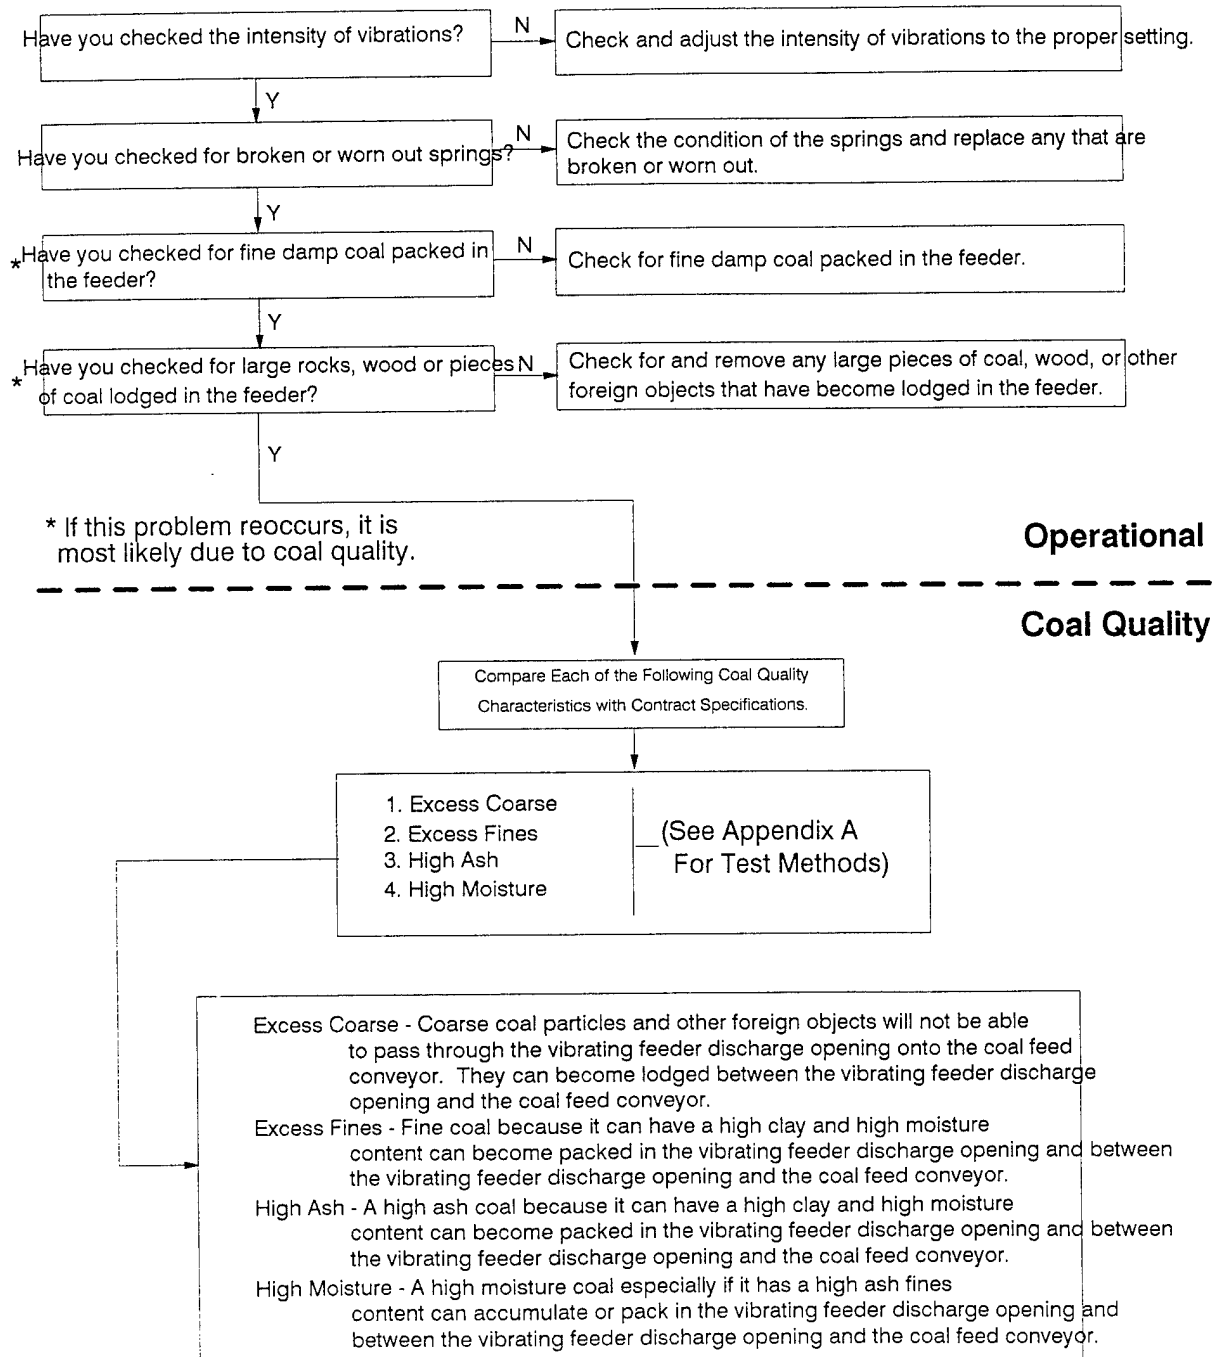 Have you checked the intensity of vibrations?
N
Check and adjust the intensity of vibrations to the proper setting.
Y
Have you checked for broken or worn out springs?
N
Check the condition of the springs and replace any that are
broken or worn out.
Y
*Have you checked for fine damp coal packed in
the feeder?
N
Check for fine damp coal packed in the feeder.
Y
*Have you checked for large rocks, wood or pieces
of coal lodged in the feeder?
N
Check for and remove any large pieces of coal, wood, or other
foreign objects that have become lodged in the feeder.
Y
* If this problem reoccurs, it is
most likely due to coal quality.
Operational
Coal Quality
Compare Each of the Following Coal Quality
Characteristics with Contract Specifications.
1. Excess Coarse
2. Excess Fines
3. High Ash
4. High Moisture
(See Appendix A
For Test Methods)
Excess Coarse - Coarse coal particles and other foreign objects will not be able
to pass through the vibrating feeder discharge opening onto the coal feed
conveyor. They can become lodged between the vibrating feeder discharge
opening and the coal feed conveyor.
Excess Fines - Fine coal because it can have a high clay and high moisture
content can become packed in the vibrating feeder discharge opening and between
the vibrating feeder discharge opening and the coal feed conveyor.
High Ash - A high ash coal because it can have a high clay and high moisture
content can become packed in the vibrating feeder discharge opening and between
the vibrating feeder discharge opening and the coal feed conveyor.
High Moisture - A high moisture coal especially if it has a high ash fines
content can accumulate or pack in the vibrating feeder discharge opening and
between the vibrating feeder discharge opening and the coal feed conveyor.